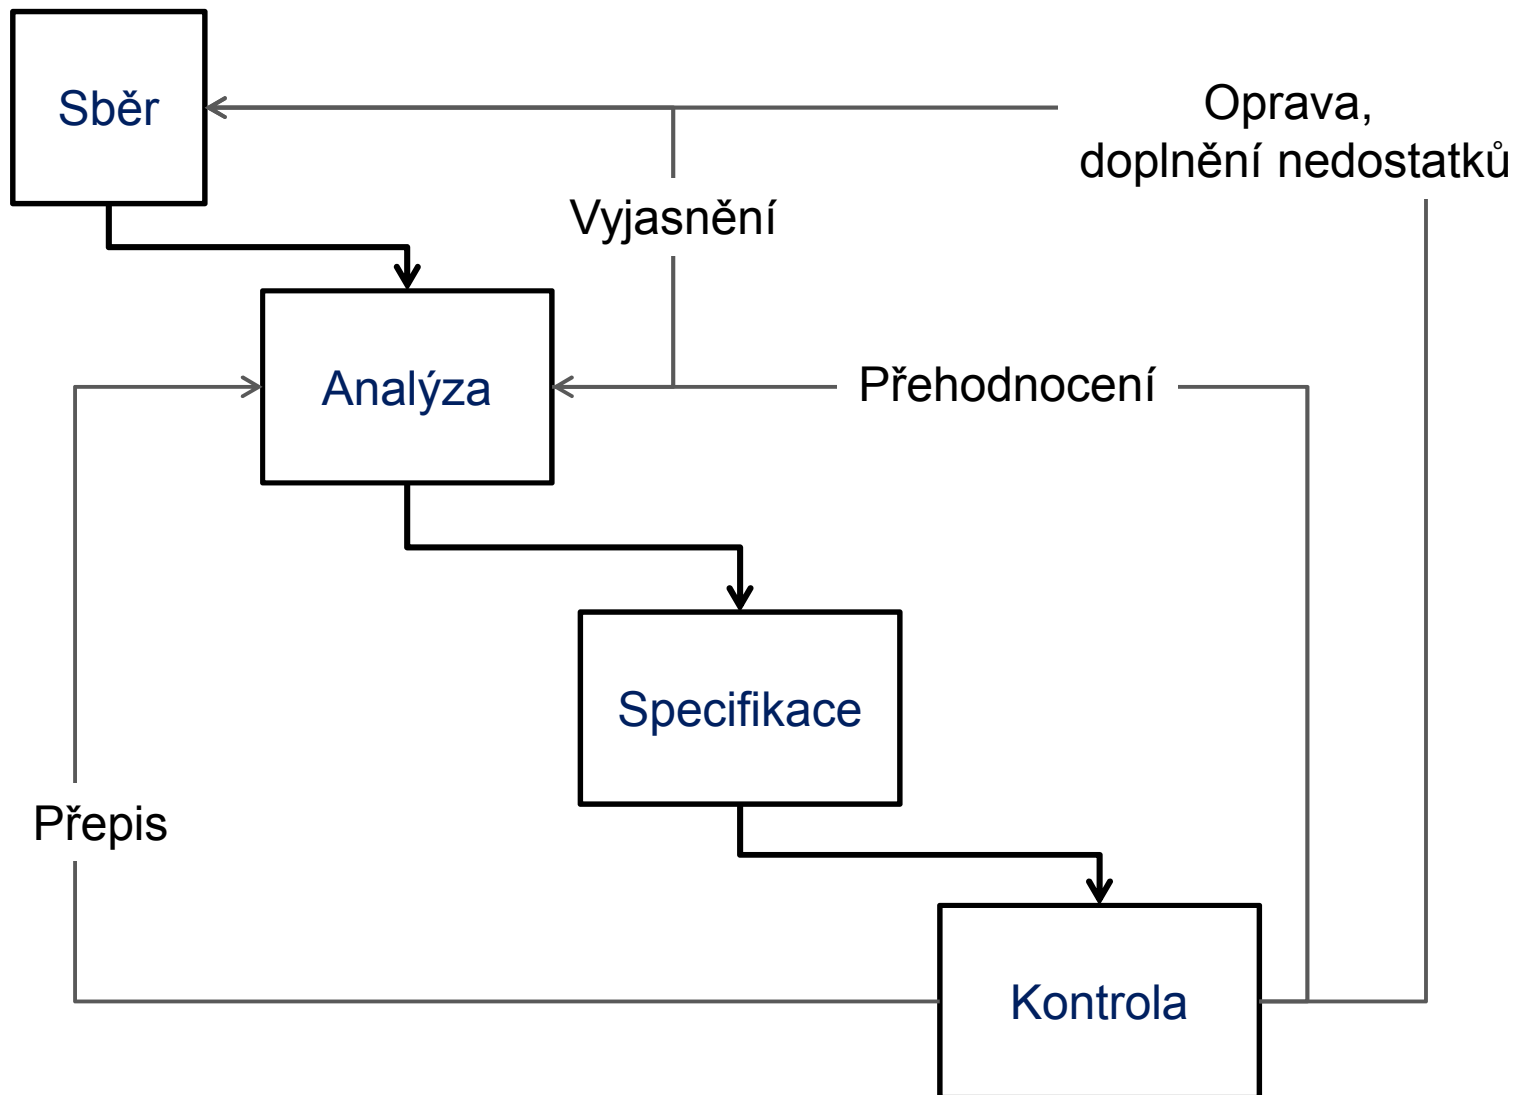 Sběr
Oprava,
doplnění nedostatků
Vyjasnění
Analýza
Přehodnocení
Specifikace
Přepis
Kontrola